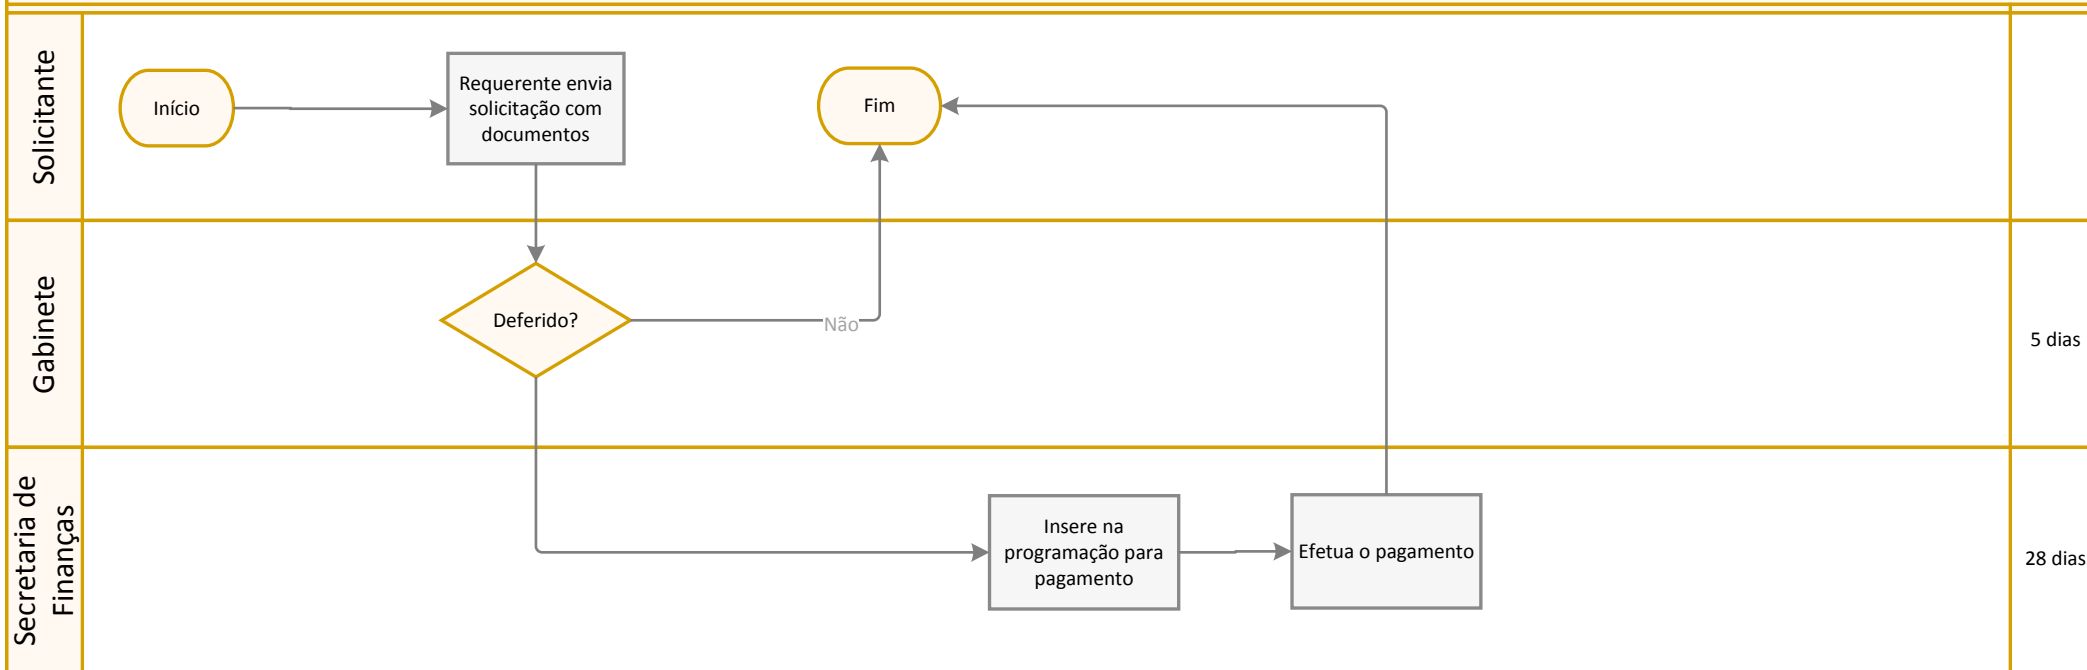 Solicitante
Início
Requerente envia
solicitação com
documentos
Fim
Gabinete
Deferido?
Não
5 dias
Secretaria de
Finanças
Insere na
programação para
pagamento
Efetua o pagamento
28 dias